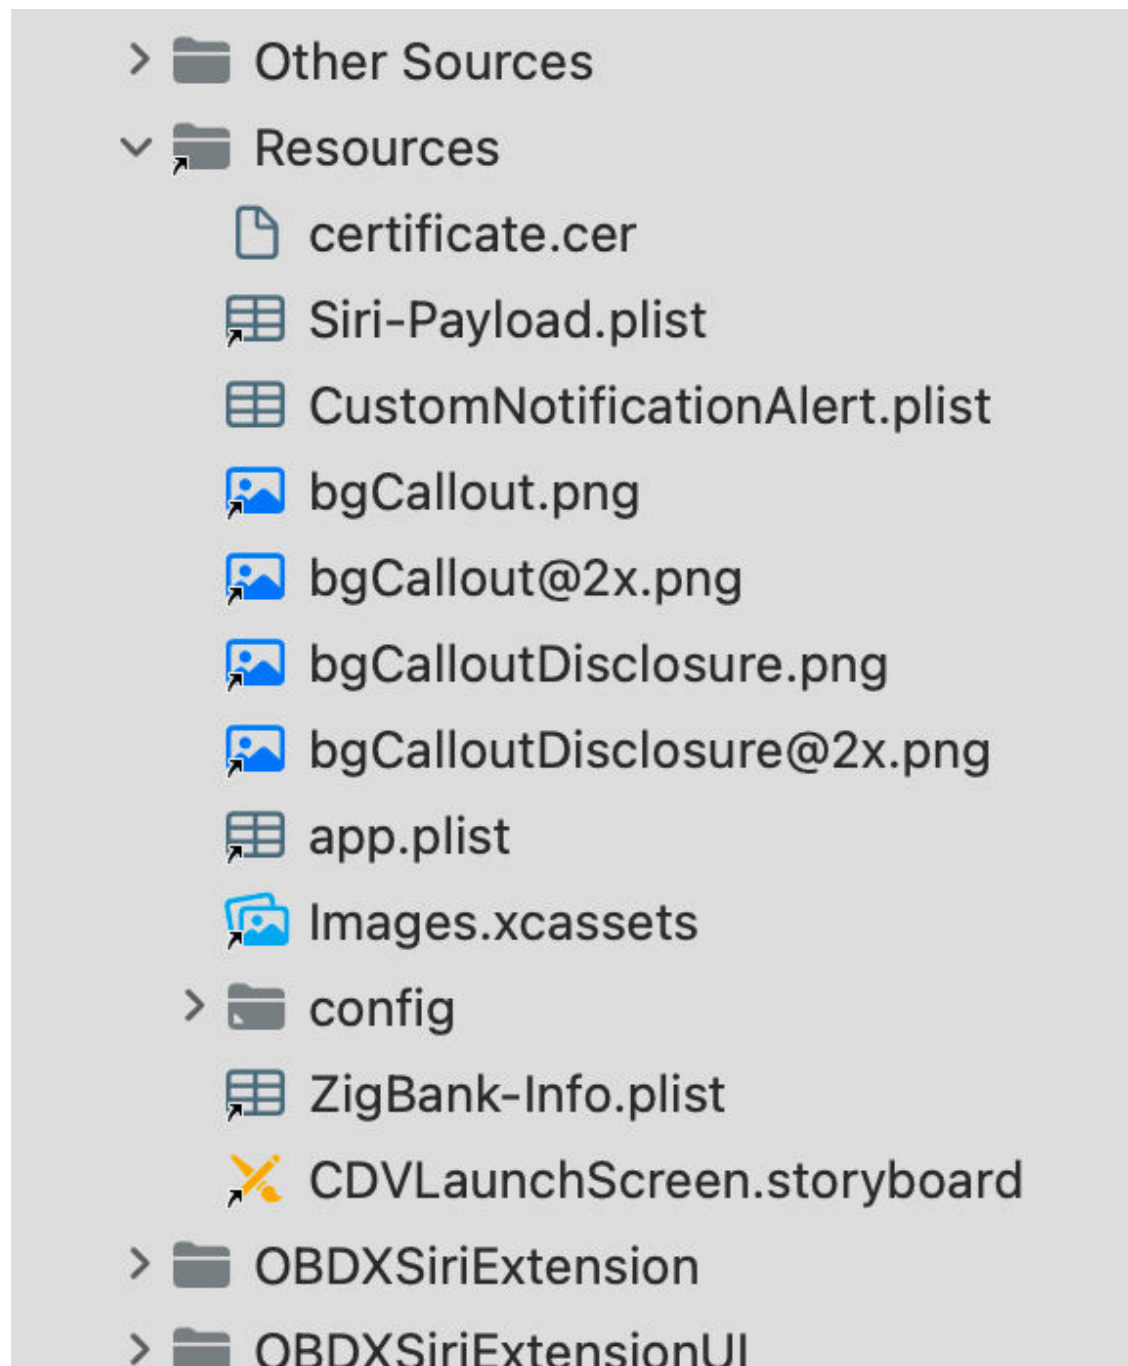 Other Sources
Resources
certificate.cer
Siri-Payload.plist
CustomNotificationAlert.plist
bgCallout.png
bgCallout@2x.png
bgCalloutDisclosure.png
bgCalloutDisclosure@2x.png
app.plist
Images.xcassets
config
ZigBank-Info.plist
CDVLaunchScreen.storyboard
OBDXSiriExtension
OBDXSiriExtensionUI